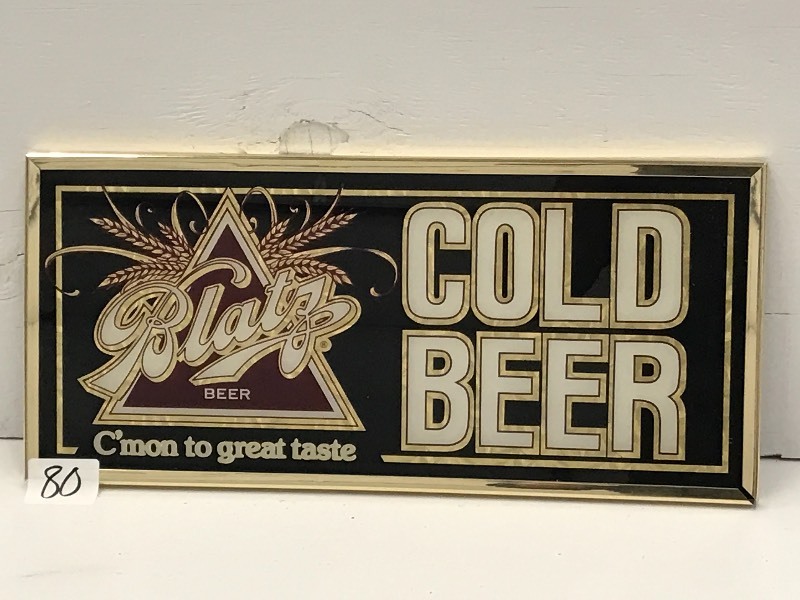 Blatz®
BEER
C'mon to great taste
COLD
BEER
80